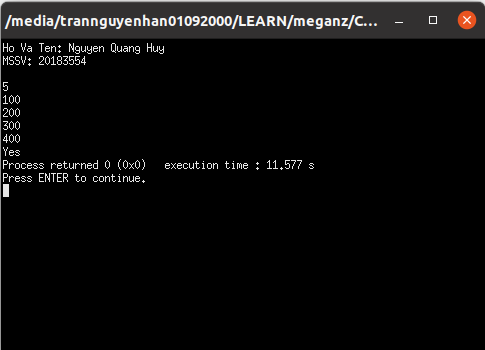 /media/trannguyenhan01092000/LEARN/meganz/C...
Ho Va Ten: Nguyen Quang Huy
MSSV: 20183554
5
100
200
300
400
Yes
Process returned 0 (0x0)   execution time : 11.577 s
Press ENTER to continue.